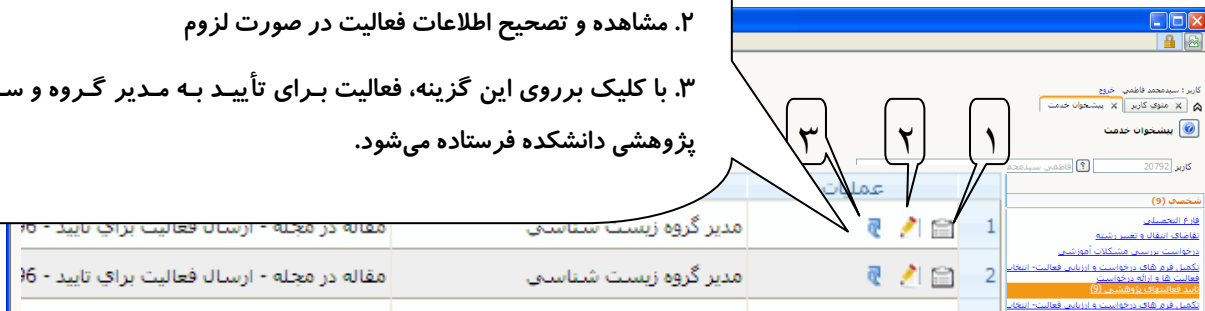 ۲. مشاهده و تصحیح اطلاعات فعالیت در صورت لزوم
۳. با کلیک برروی این گزینه، فعالیت برای تأیید به مدیر گروه و سـ
پژوهشی دانشکده فرستاده می‌شود.
۳
۲
۱
کاربر : سیدمحمد فاطمی خروج
منوی کاربر
پیشخوان خدمت
پیشخوان خدمت
کاربر 20792 فاطمی سیدمحمد
عملیات
1 مدیر گروه زیست شناسی مقاله در مجله - ارسال فعالیت برای تایید - 96
2 مدیر گروه زیست شناسی مقاله در مجله - ارسال فعالیت برای تایید - 96
شخصی (9)
فارغ التحصیلی
تقاضای انتقال و تغییر رشته
درخواست بررسی مشکلات آموزشی
تکمیل فرم های درخواست و ارزیابی فعالیت- انتخاب
فعالیت ها و ارائه درخواست
تایید فعالیتهای پژوهشی (9)
تکمیل فرم های درخواست و ارزیابی فعالیت- انتخاب